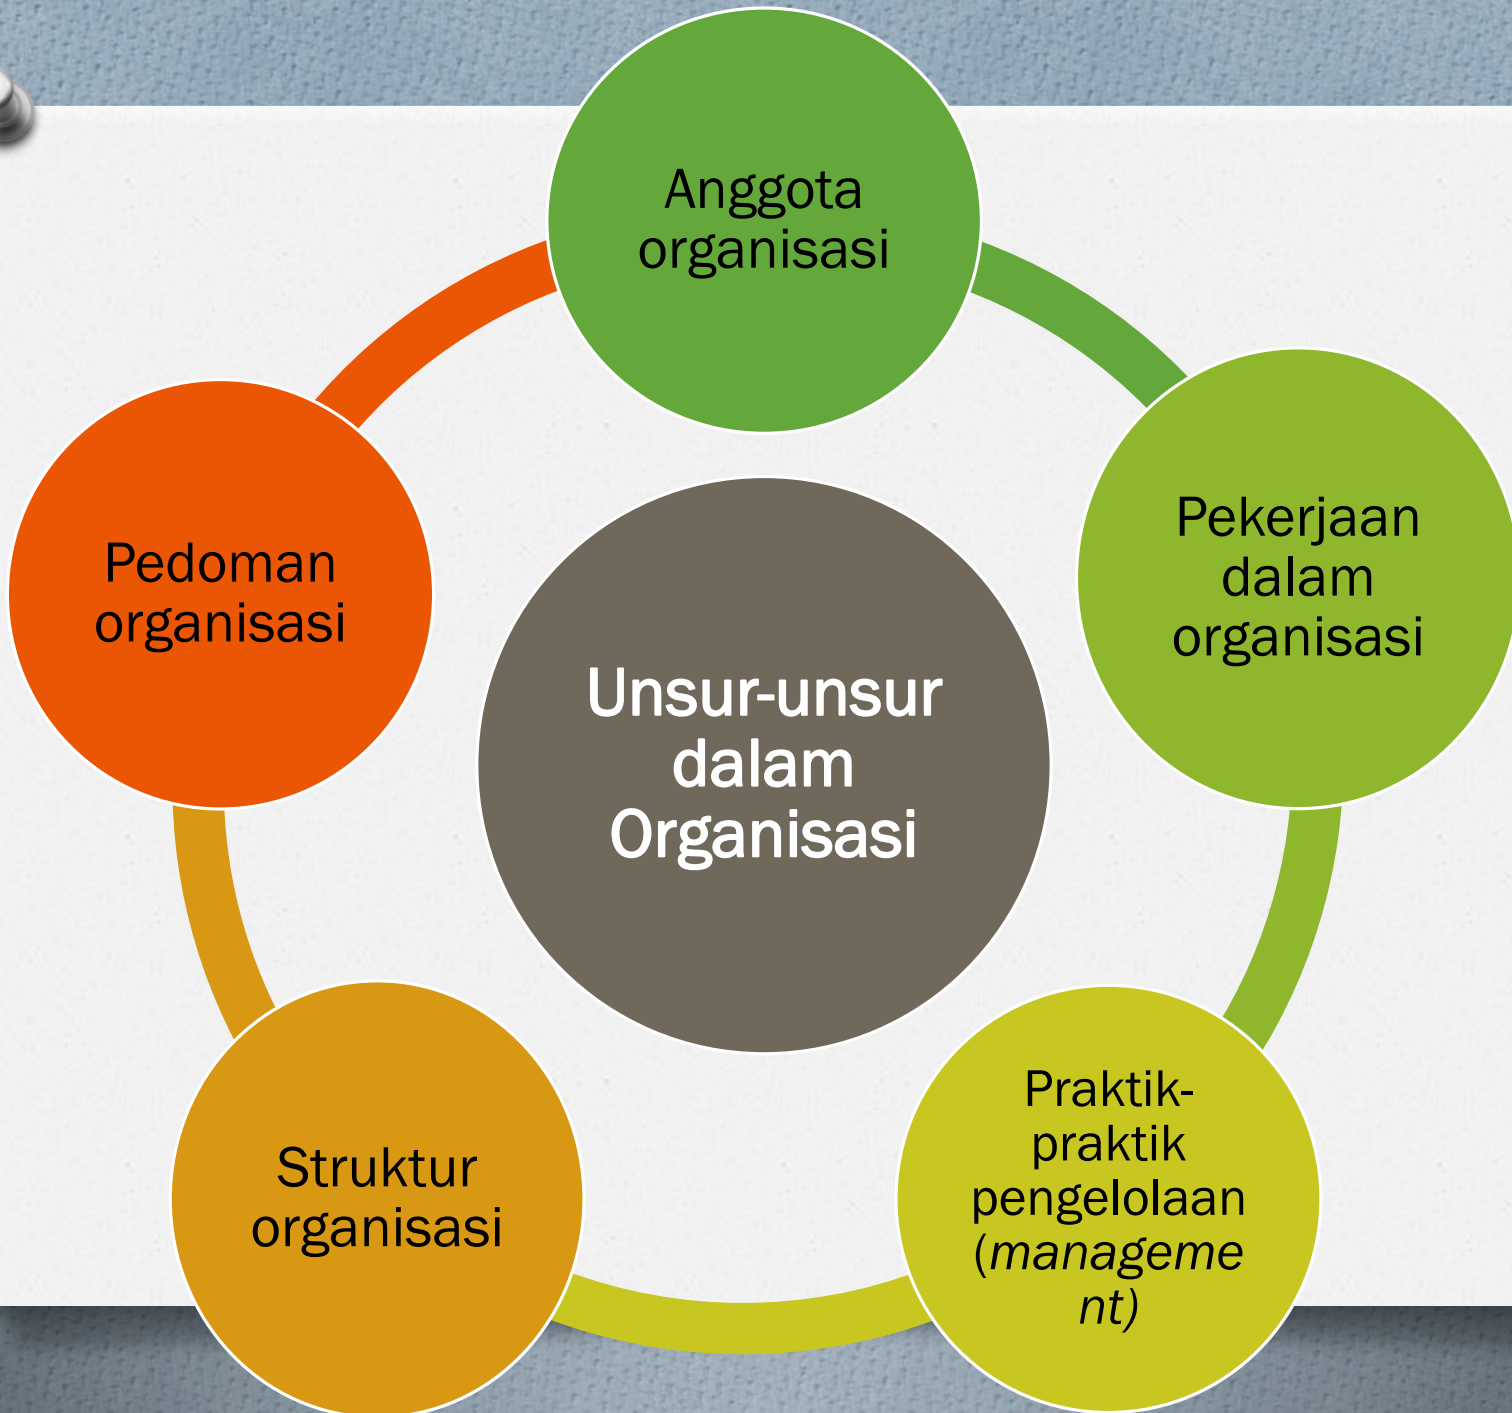 Anggota
organisasi
Pekerjaan
dalam
organisasi
Praktik-
praktik
pengelolaan
(manageme
nt)
Struktur
organisasi
Pedoman
organisasi
Unsur-unsur
dalam
Organisasi